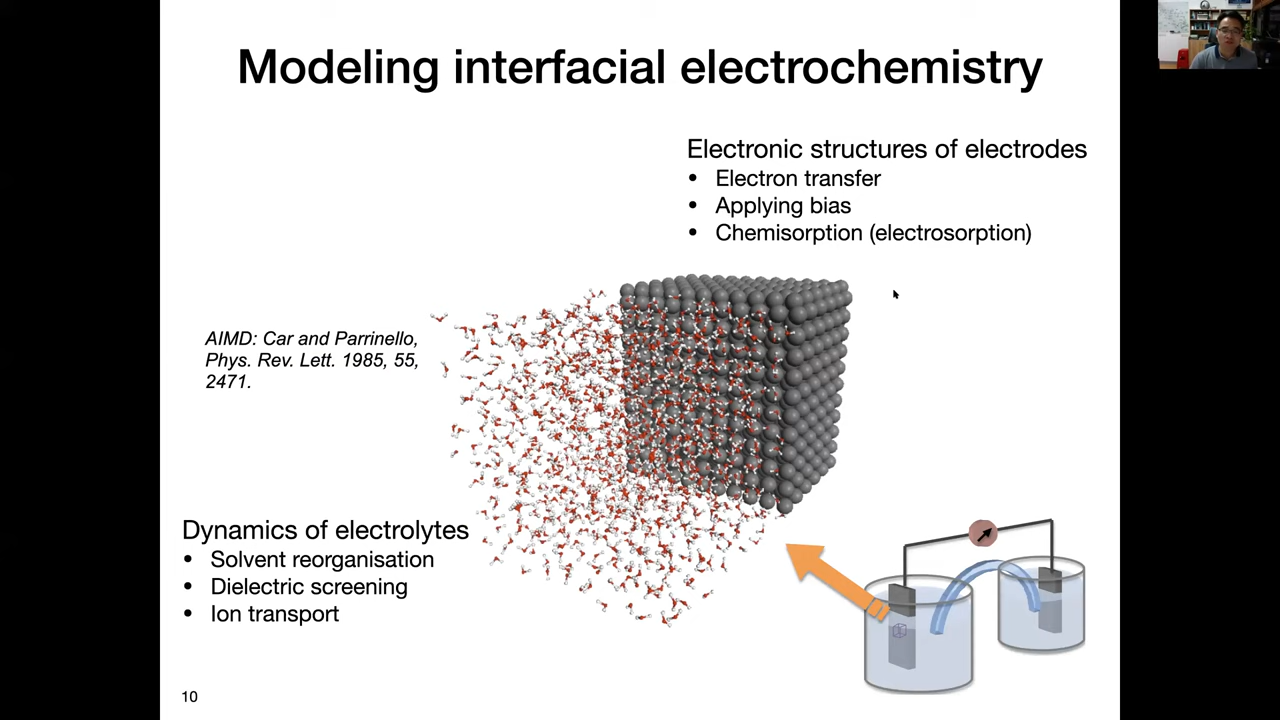 Modeling interfacial electrochemistry
Electronic structures of electrodes
• Electron transfer
• Applying bias
• Chemisorption (electrosorption)
AIMD: Car and Parrinello,
Phys. Rev. Lett. 1985, 55,
2471.
Dynamics of electrolytes
• Solvent reorganisation
• Dielectric screening
• Ion transport
10